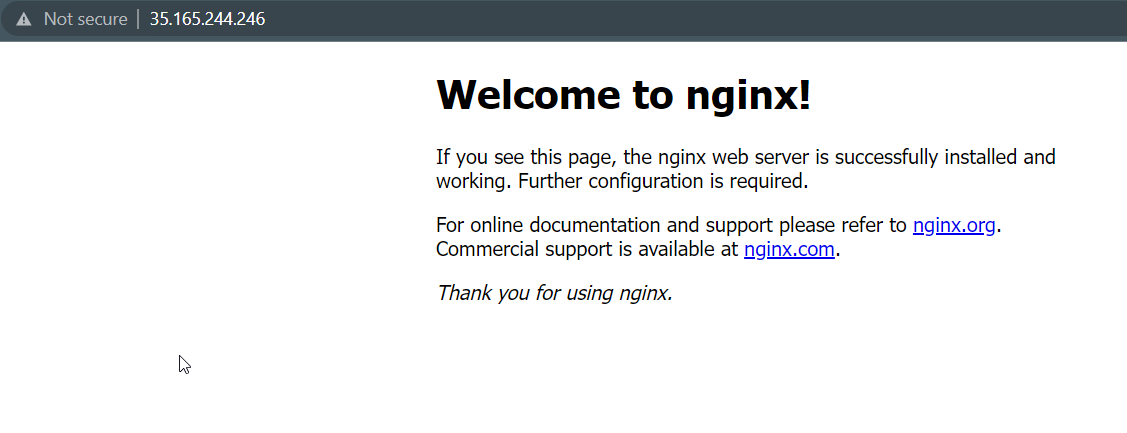 Not secure | 35.165.244.246
Welcome to nginx!
If you see this page, the nginx web server is successfully installed and
working. Further configuration is required.
For online documentation and support please refer to nginx.org.
Commercial support is available at nginx.com.
Thank you for using nginx.